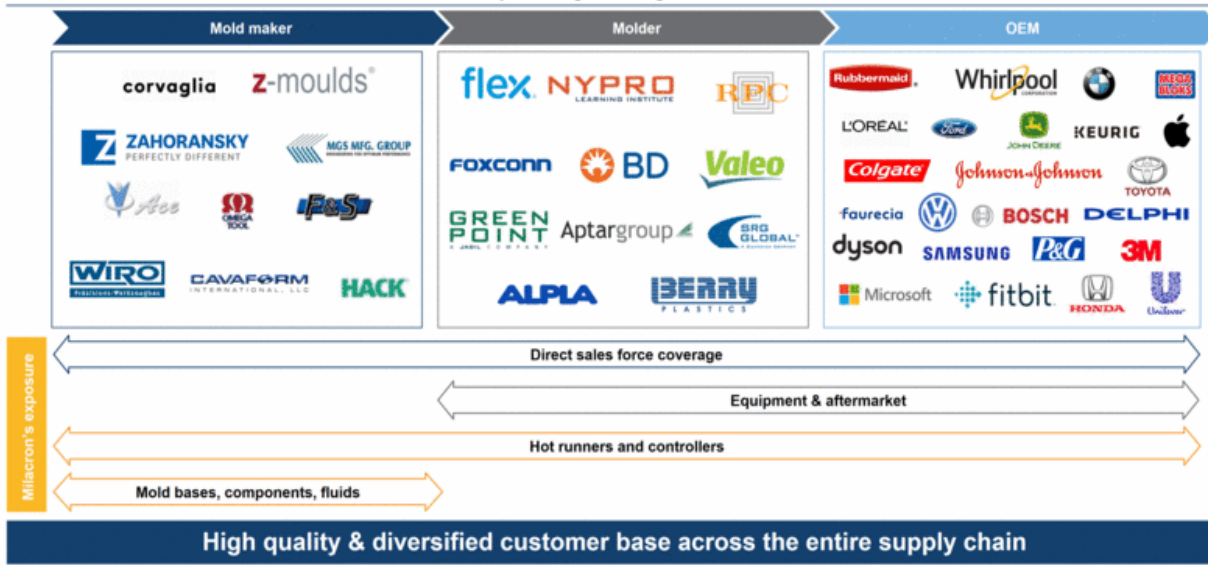 Mold maker
Molder
OEM
corvaglia
z-moulds®
ZAHORANSKY
PERFECTLY DIFFERENT
MGS MFG. GROUP
Ace
OMEGA
TOOL
F&S
WIRO
Präzisions-Werkzeugbau
CAVAFORM
INTERNATIONAL, LLC
HACK
flex
NYPRO
LEARNING INSTITUTE
RPC
FOXCONN
BD
Valeo
GREEN
POINT
A JABIL COMPANY
Aptargroup
SRG
GLOBAL
ALPLA
BERRY
PLASTICS
Rubbermaid
Whirlpool
CORPORATION
BMW
MEGA
BLOKS
L'ORÉAL
Ford
JOHN DEERE
KEURIG
Colgate
Johnson & Johnson
TOYOTA
faurecia
BOSCH
DELPHI
dyson
SAMSUNG
P&G
3M
Microsoft
fitbit
HONDA
Unilever
Milacron's exposure
Direct sales force coverage
Equipment & aftermarket
Hot runners and controllers
Mold bases, components, fluids
High quality & diversified customer base across the entire supply chain